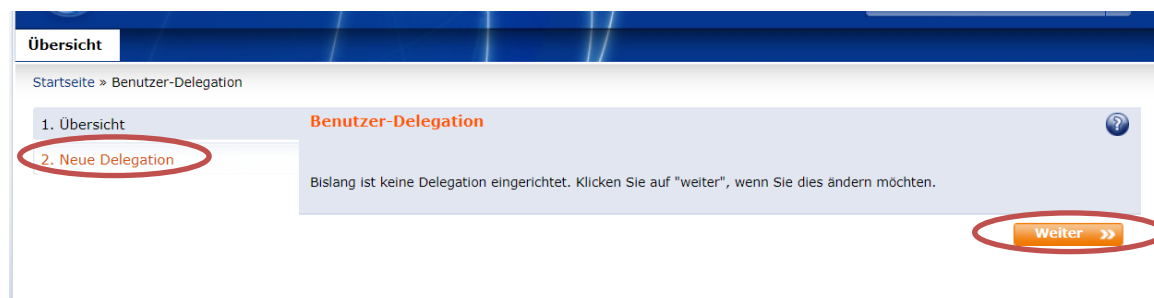 Übersicht
Startseite » Benutzer-Delegation
1. Übersicht
2. Neue Delegation
Benutzer-Delegation
?
Bislang ist keine Delegation eingerichtet. Klicken Sie auf "weiter", wenn Sie dies ändern möchten.
Weiter »